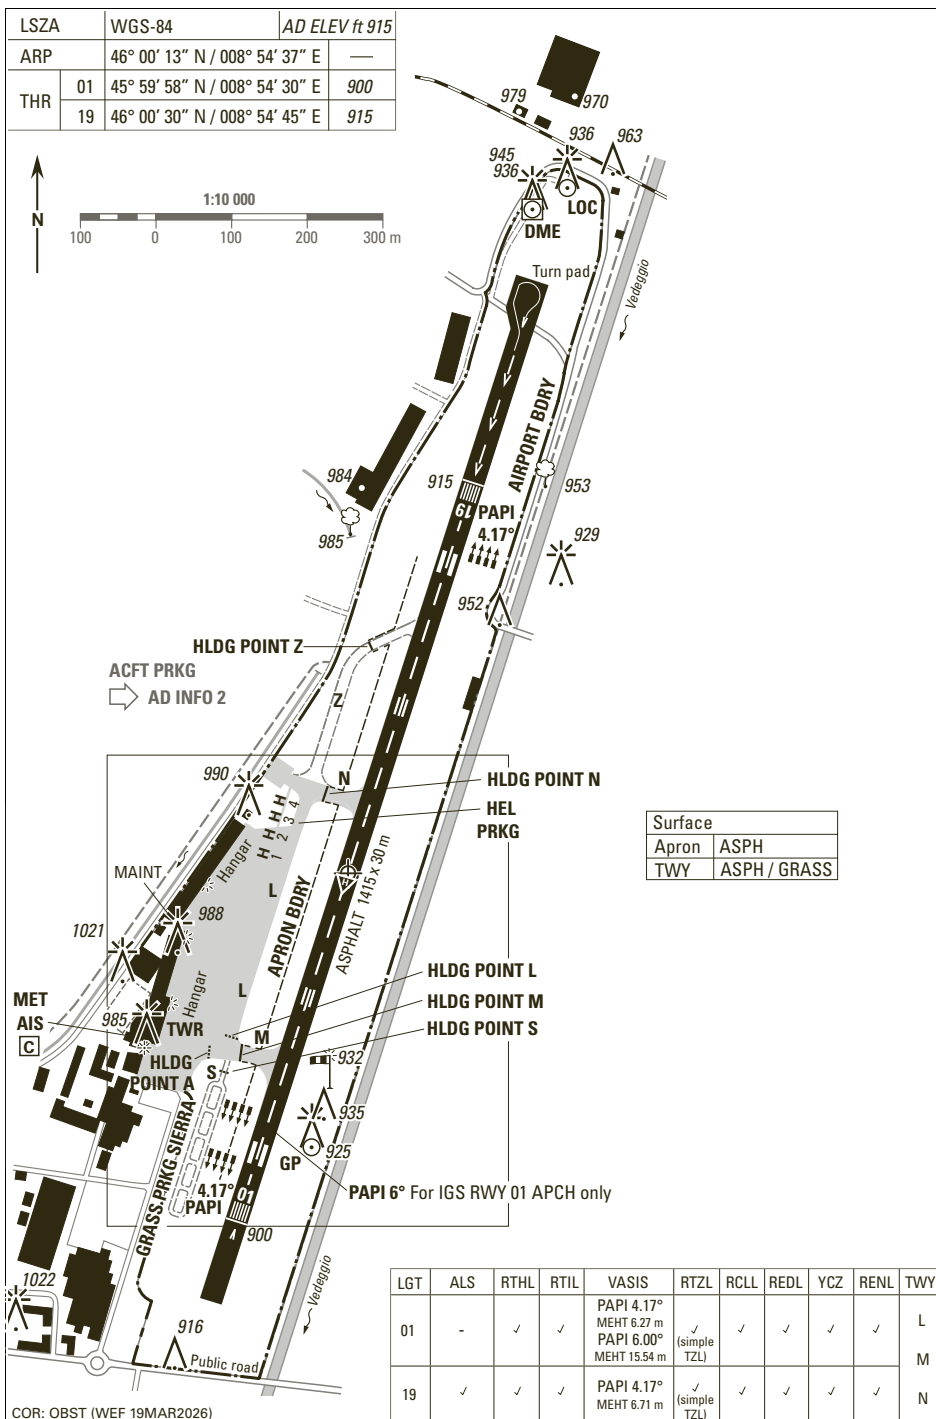 LSZA WGS-84 AD ELEV ft 915
ARP 46° 00' 13" N / 008° 54' 37" E —
THR 01 45° 59' 58" N / 008° 54' 30" E 900
19 46° 00' 30" N / 008° 54' 45" E 915
979 970
936 963
945
936
LOC
DME
N
1:10 000
100 0 100 200 300 m
Turn pad
Vedeggio
AIRPORT BDRY
984
985
915
19
PAPI
4.17°
953
929
952
HLDG POINT Z
ACFT PRKG
AD INFO 2
Z
990
N
HLDG POINT N
HEL
PRKG
H H H H
1 2 3 4
Surface
Apron ASPH
TWY ASPH / GRASS
Hangar
MAINT
L
988
APRON BDRY
ASPHALT 1415 x 30 m
1021
Hangar
L
HLDG POINT L
MET
AIS
C
985
TWR
M
HLDG POINT M
HLDG POINT S
HLDG
POINT A
S
932
935
925
GP
GRASS PRKG SIERRA
4.17°
PAPI
01
PAPI 6° For IGS RWY 01 APCH only
900
1022
916
Public road
Vedeggio
LGT ALS RTHL RTIL VASIS RTZL RCLL REDL YCZ RENL TWY
01 - ✓ ✓ PAPI 4.17° MEHT 6.27 m PAPI 6.00° MEHT 15.54 m ✓ (simple TZL) ✓ ✓ ✓ ✓ L
M
19 ✓ ✓ ✓ PAPI 4.17° MEHT 6.71 m ✓ (simple TZL) ✓ ✓ ✓ ✓ N
COR: OBST (WEF 19MAR2026)